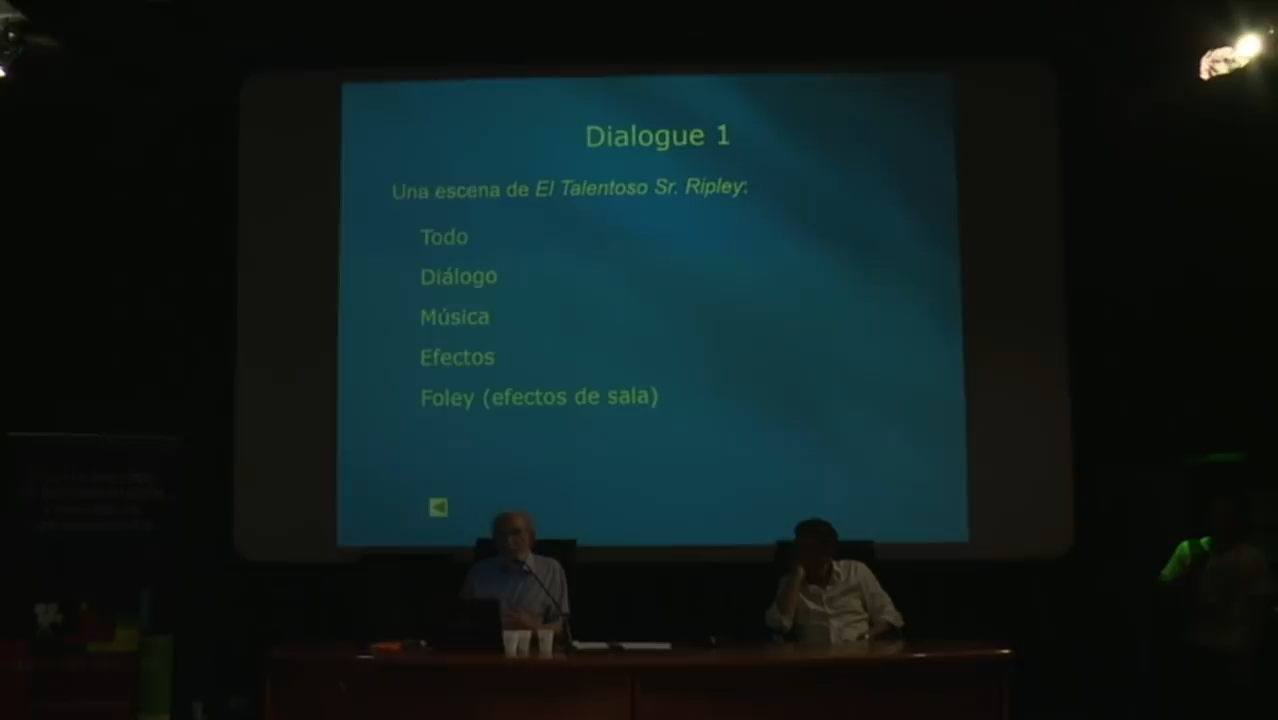 Dialogue 1
Una escena de El Talentoso Sr. Ripley:
Todo
Diálogo
Música
Efectos
Foley (efectos de sala)